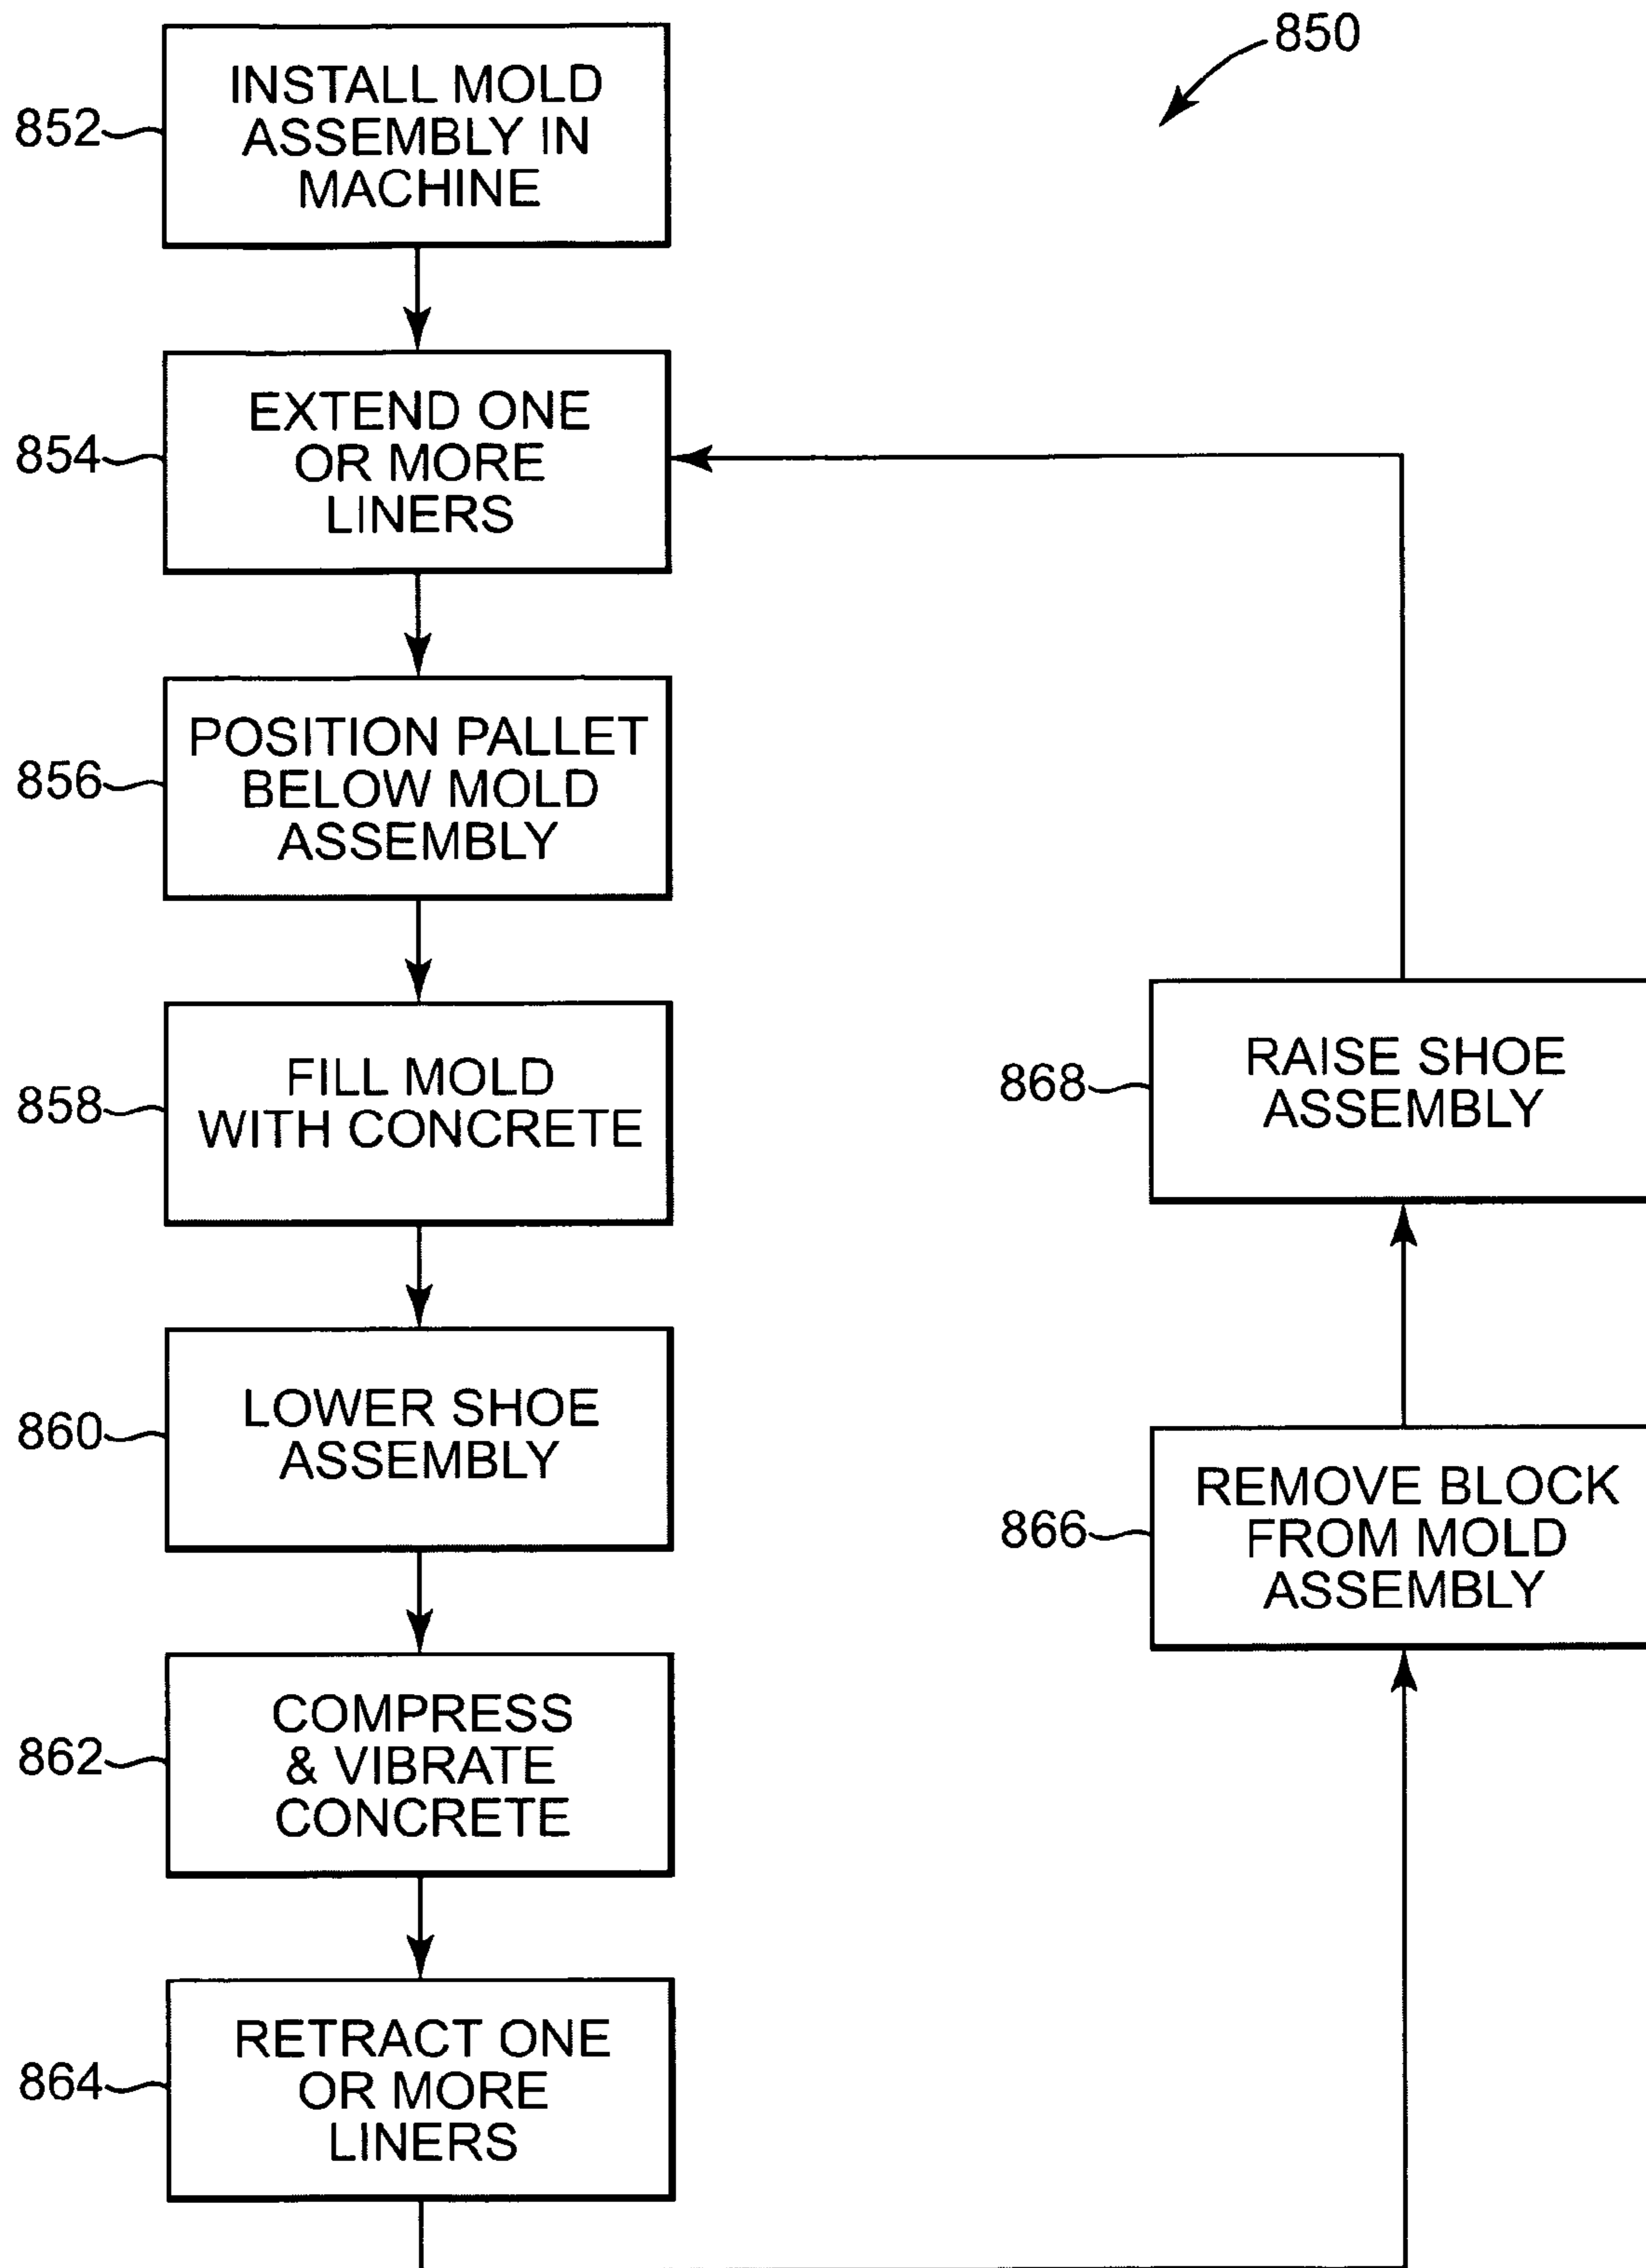 850
852
INSTALL MOLD
ASSEMBLY IN
MACHINE
854
EXTEND ONE
OR MORE
LINERS
856
POSITION PALLET
BELOW MOLD
ASSEMBLY
858
FILL MOLD
WITH CONCRETE
860
LOWER SHOE
ASSEMBLY
862
COMPRESS
& VIBRATE
CONCRETE
864
RETRACT ONE
OR MORE
LINERS
866
REMOVE BLOCK
FROM MOLD
ASSEMBLY
868
RAISE SHOE
ASSEMBLY